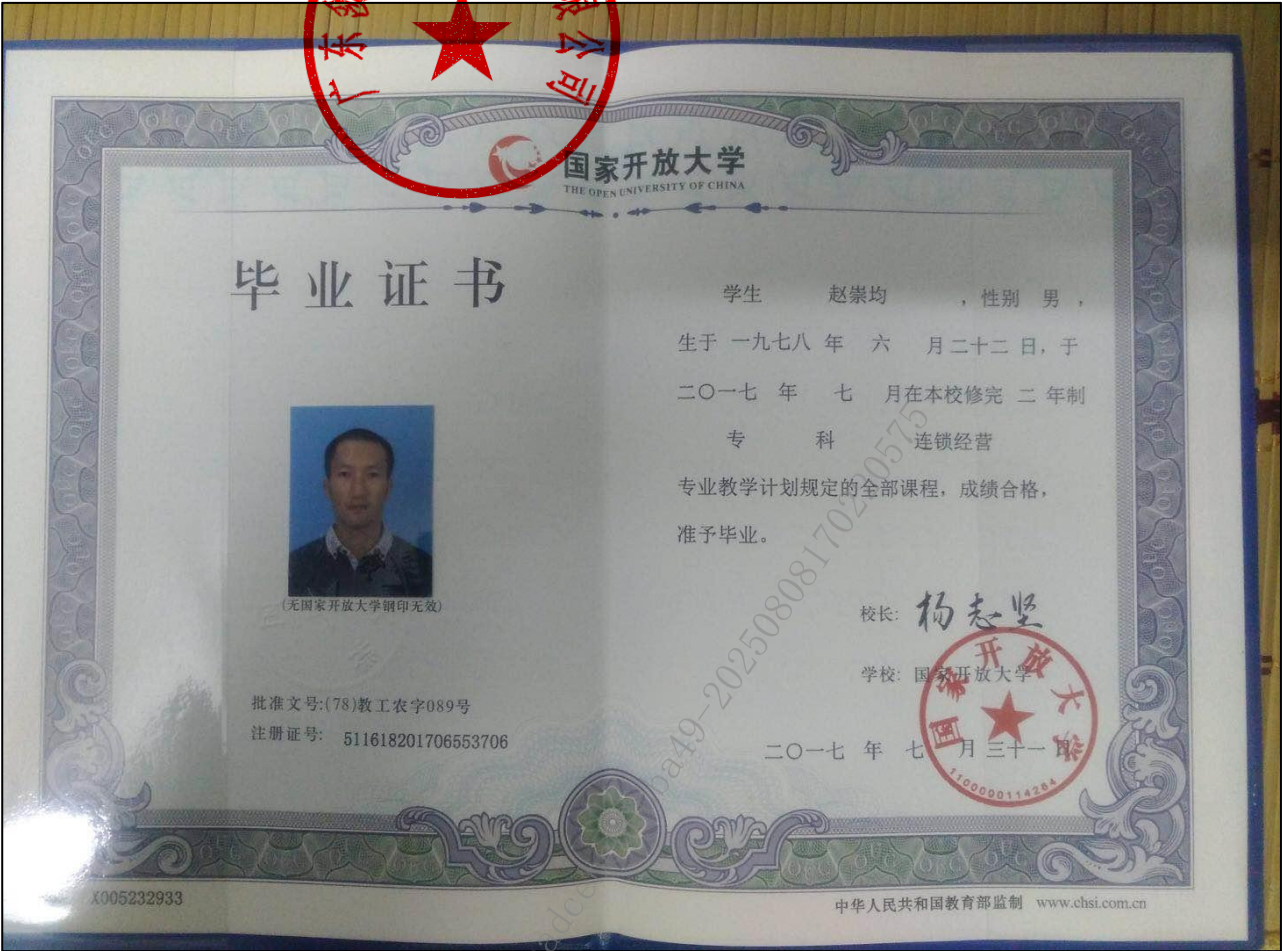 国家开放大学
THE OPEN UNIVERSITY OF CHINA
毕业证书
(无国家开放大学钢印无效)
批准文号:(78)教工农字089号
注册证号: 511618201706553706
学生 赵崇均 ，性别 男 ，
生于 一九七八 年 六 月二十二 日，于
二〇一七 年 七 月在本校修完 二 年制
专 科 连锁经营
专业教学计划规定的全部课程，成绩合格，
准予毕业。
校长: 杨志坚
学校: 国家开放大学
二〇一七 年 七 月 三十一 日
国家开放大学
1100000114284
X005232933
中华人民共和国教育部监制 www.chsi.com.cn
广东
公司